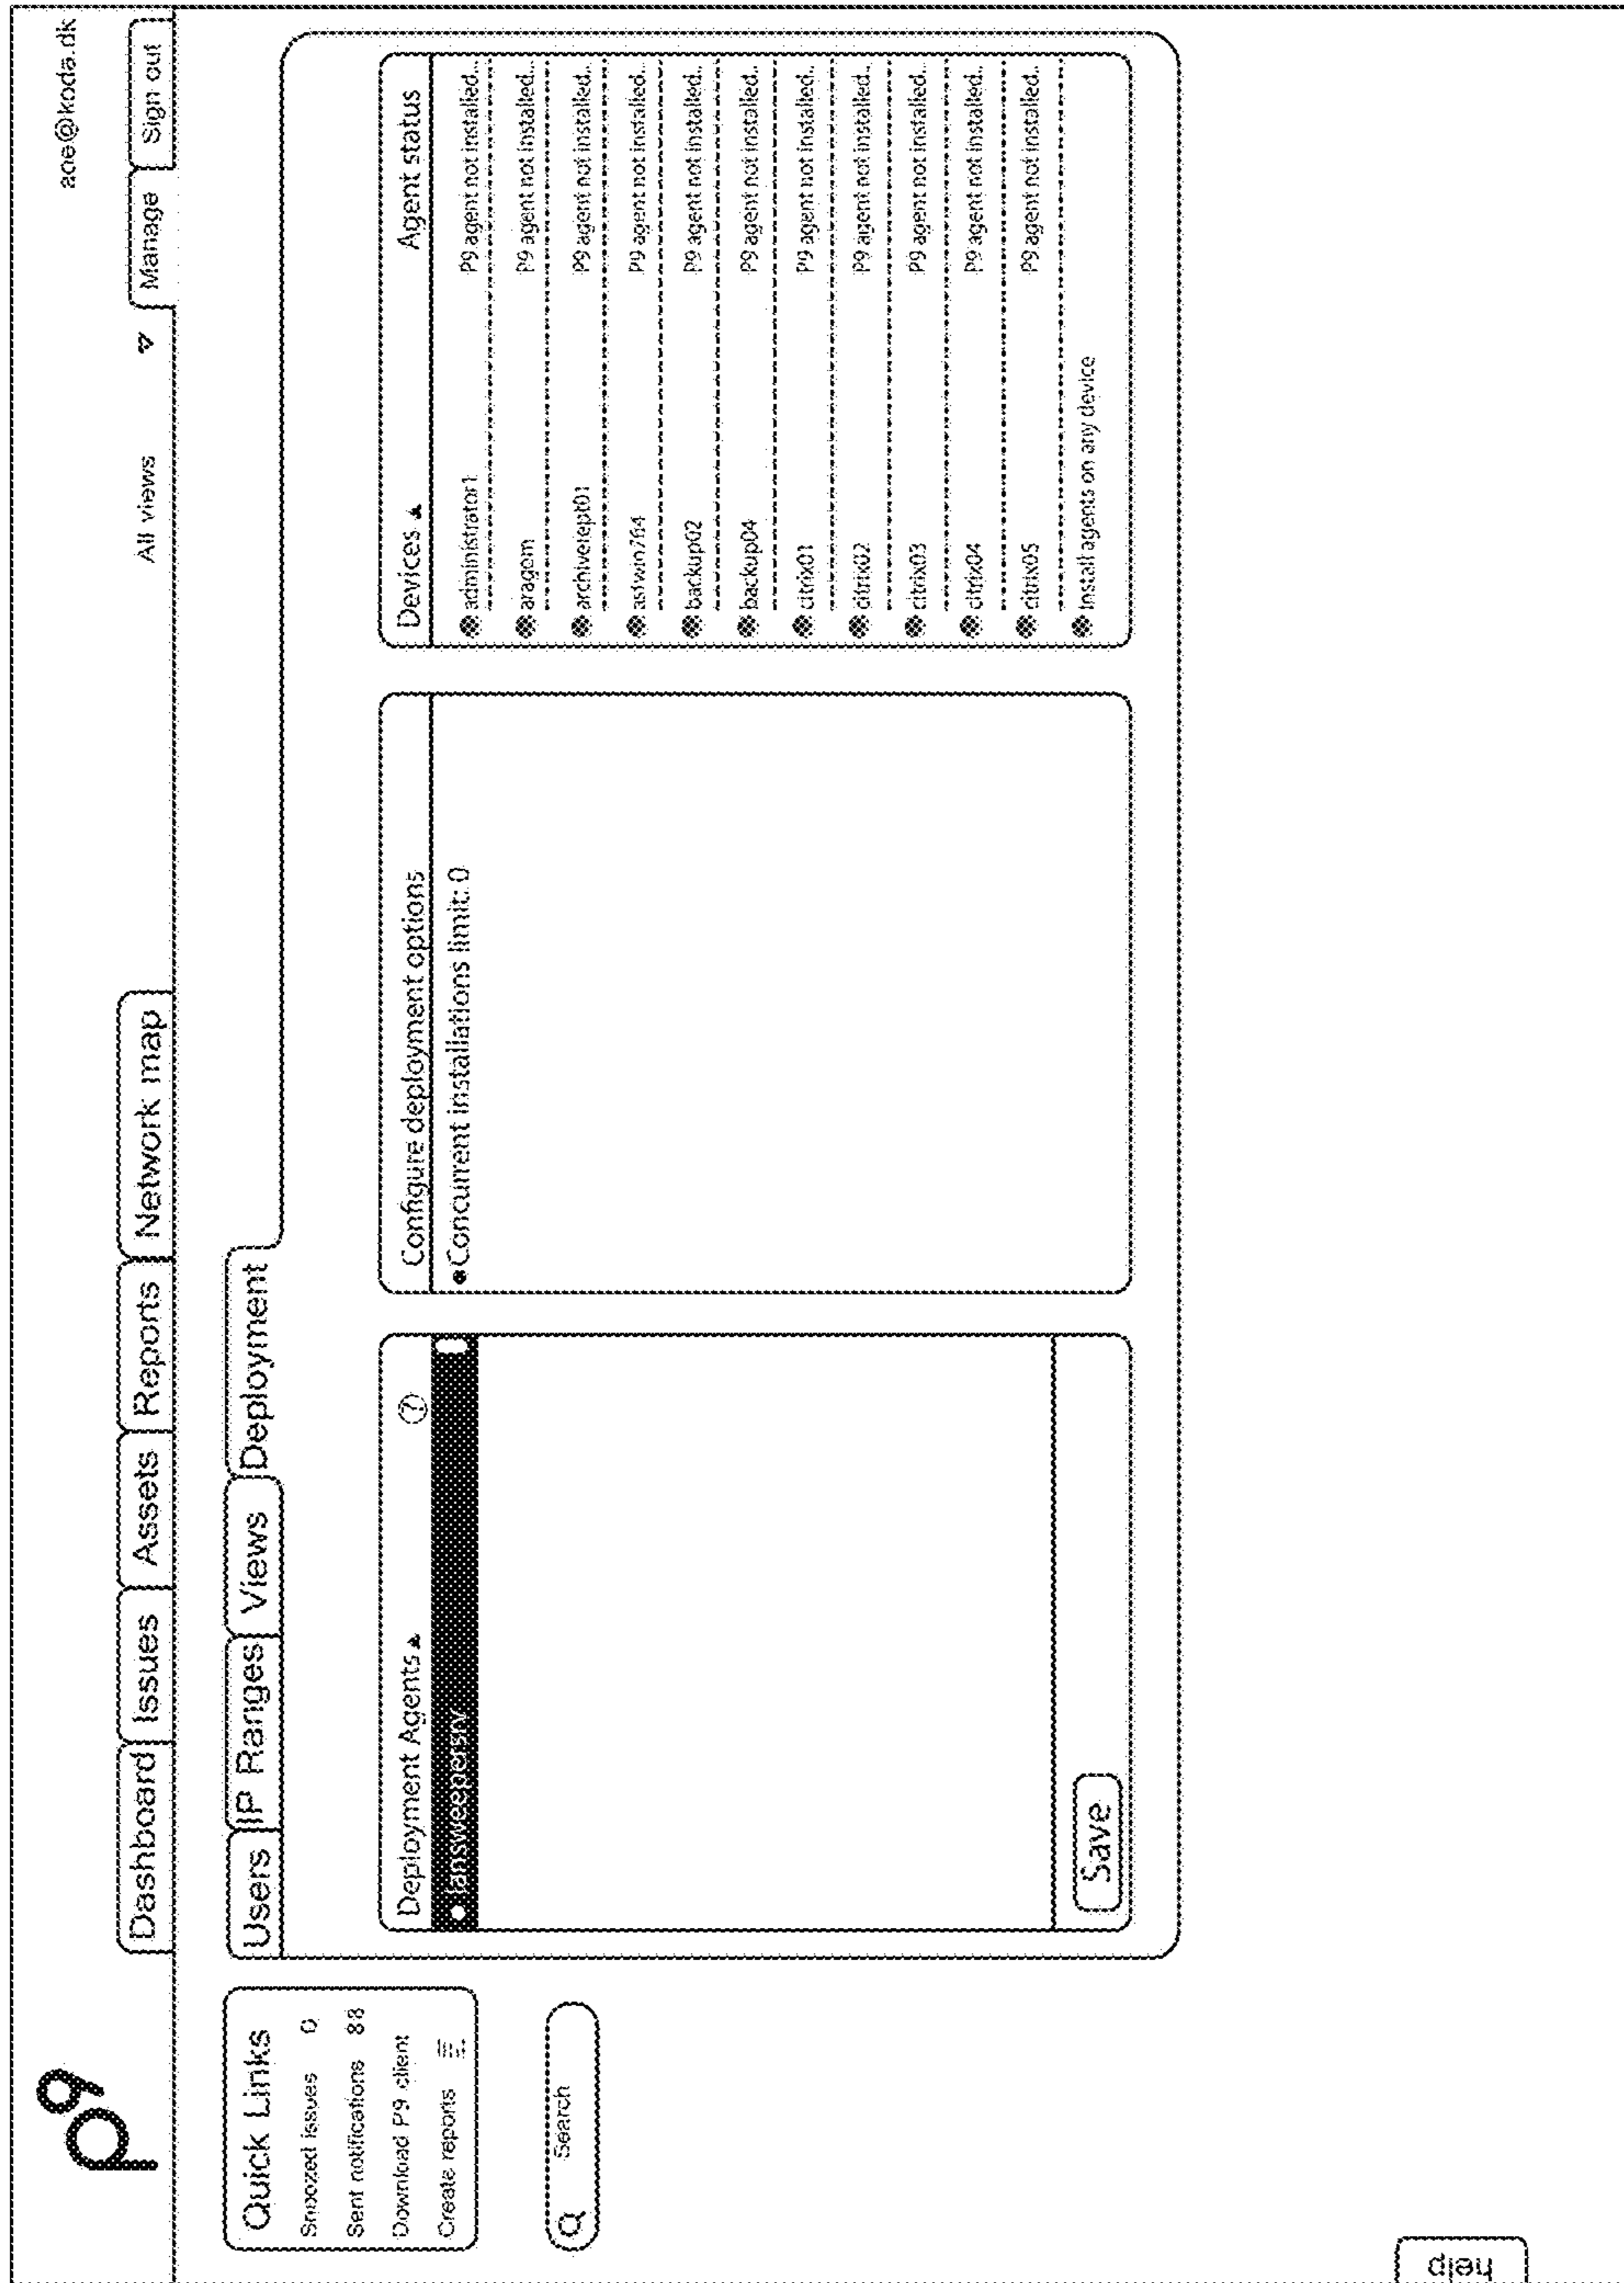 p9
aoe@koda.dk
Dashboard Issues Assets Reports Network map All views Manage Sign out
Quick Links
Snoozed issues 0
Sent notifications 88
Download P9 client
Create reports
Search
Users IP Ranges Views Deployment
Deployment Agents
?
lansweepersrv
Save
Configure deployment options
Concurrent installations limit: 0
Devices Agent status
administrator1 P9 agent not installed...
aragorn P9 agent not installed..
P9 agent not installed..
P9 agent not installed..
backup02 P9 agent not installed..
backup04 P9 agent not installed..
citrix01 P9 agent not installed..
citrix02 P9 agent not installed..
citrix03 P9 agent not installed..
citrix04 P9 agent not installed..
citrix05 P9 agent not installed..
Install agents on any device
help